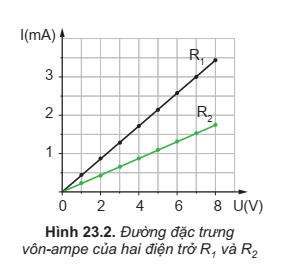 I(mA)
R₁
3
R₂
2
1
0 2 4 6 8 U(V)
Hình 23.2. Đường đặc trưng
vôn-ampe của hai điện trở R₁ và R₂